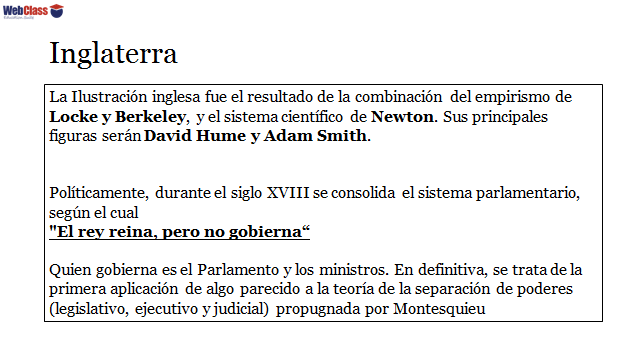 WebClass
Inglaterra
La Ilustración inglesa fue el resultado de la combinación del empirismo de
Locke y Berkeley, y el sistema científico de Newton. Sus principales
figuras serán David Hume y Adam Smith.
Políticamente, durante el siglo XVIII se consolida el sistema parlamentario,
según el cual
"El rey reina, pero no gobierna“
Quien gobierna es el Parlamento y los ministros. En definitiva, se trata de la
primera aplicación de algo parecido a la teoría de la separación de poderes
(legislativo, ejecutivo y judicial) propugnada por Montesquieu